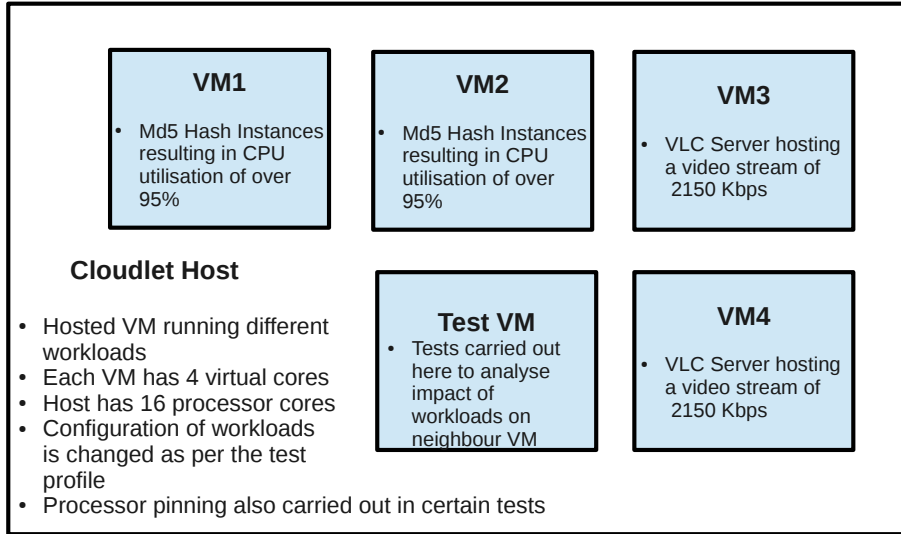 VM1
• Md5 Hash Instances
resulting in CPU
utilisation of over
95%
VM2
• Md5 Hash Instances
resulting in CPU
utilisation of over
95%
VM3
• VLC Server hosting
a video stream of
2150 Kbps
Cloudlet Host
• Hosted VM running different
workloads
• Each VM has 4 virtual cores
• Host has 16 processor cores
• Configuration of workloads
is changed as per the test
profile
• Processor pinning also carried out in certain tests
Test VM
• Tests carried out
here to analyse
impact of
workloads on
neighbour VM
VM4
• VLC Server hosting
a video stream of
2150 Kbps